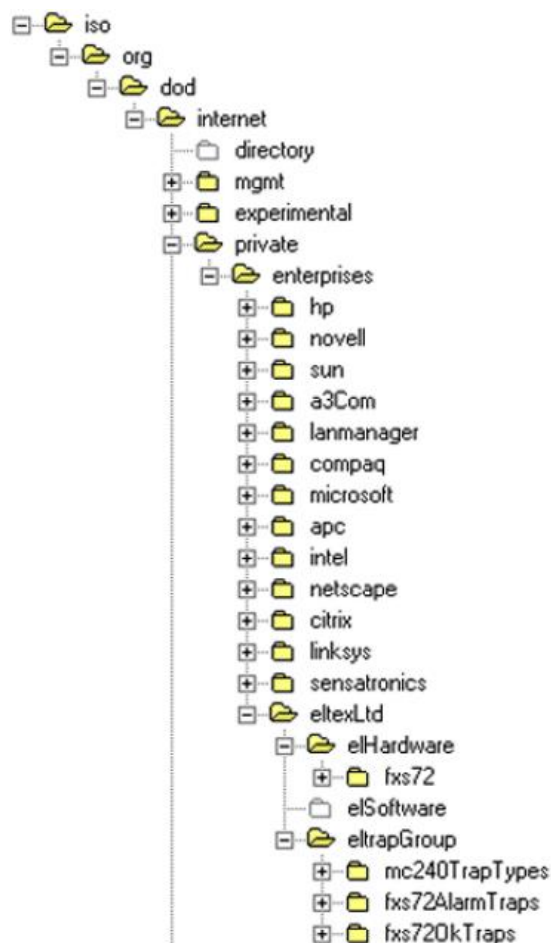 iso
org
dod
internet
directory
mgmt
experimental
private
enterprises
hp
novell
sun
a3Com
lanmanager
compaq
microsoft
apc
intel
netscape
citrix
linksys
sensatronics
eltexLtd
elHardware
fxs72
elSoftware
eltrapGroup
mc240TrapTypes
fxs72AlarmTraps
fxs72OkTraps